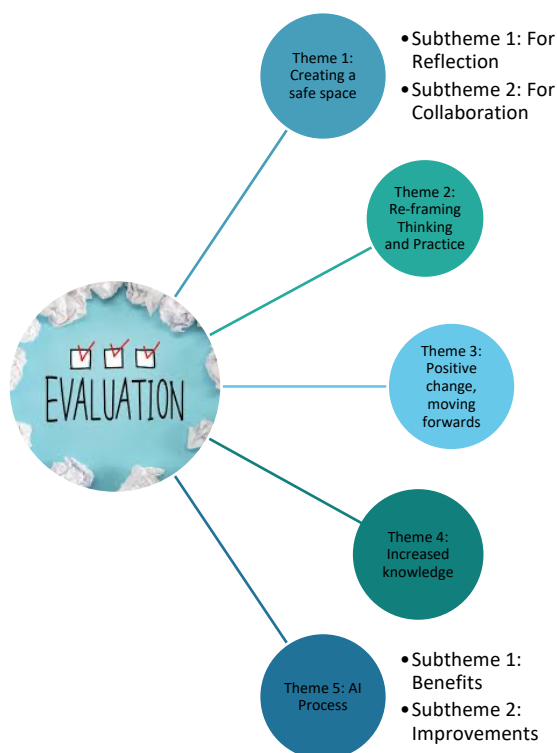 Theme 1:
Creating a
safe space
•Subtheme 1: For
Reflection
•Subtheme 2: For
Collaboration
Theme 2:
Re-framing
Thinking
and Practice
EVALUATION
Theme 3:
Positive
change,
moving
forwards
Theme 4:
Increased
knowledge
Theme 5: AI
Process
•Subtheme 1:
Benefits
•Subtheme 2:
Improvements